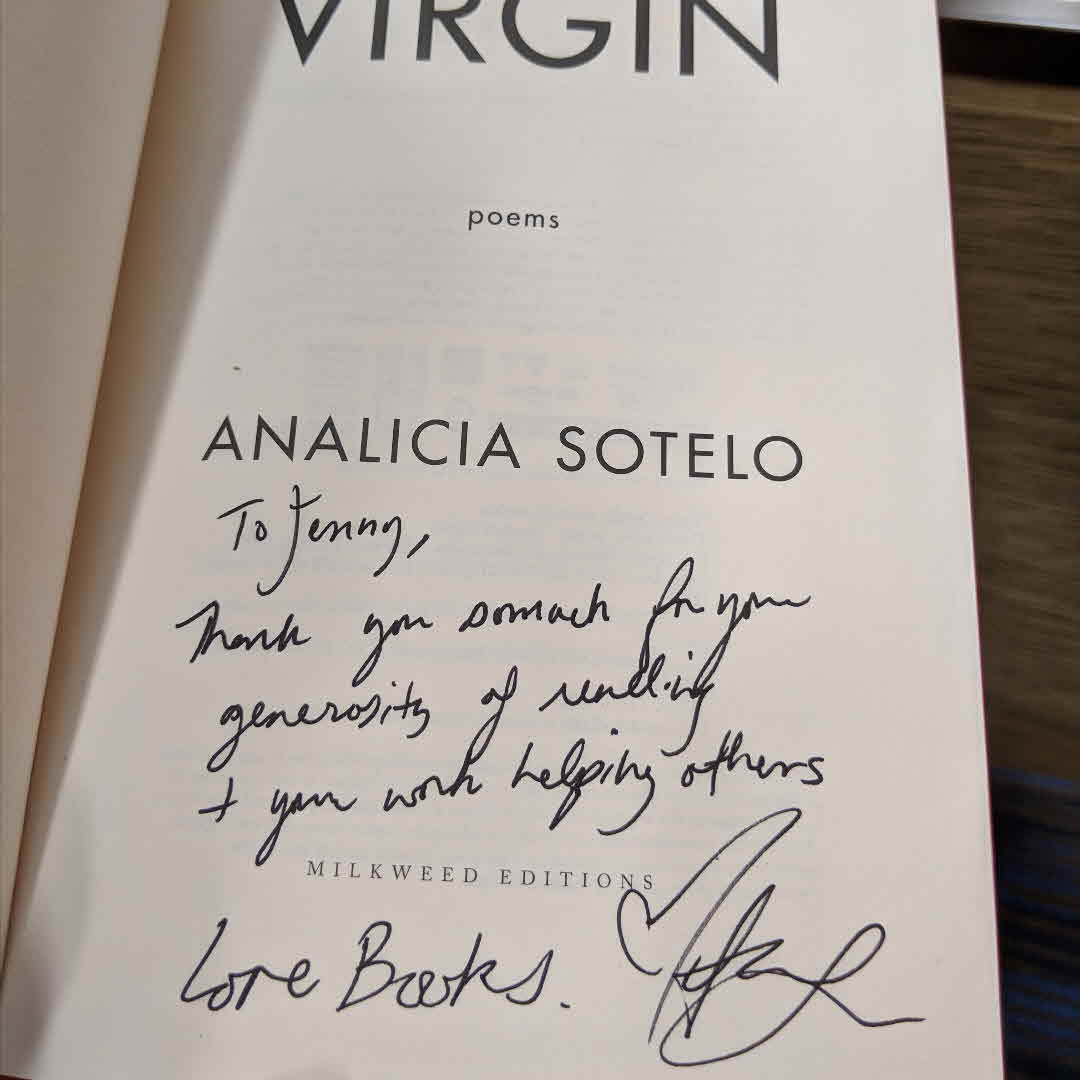 VIRGIN
poems
ANALICIA SOTELO
To Jenny,
Thank you so much for your
generosity of reading
+ your work helping others
MILKWEED EDITIONS
Love Books.